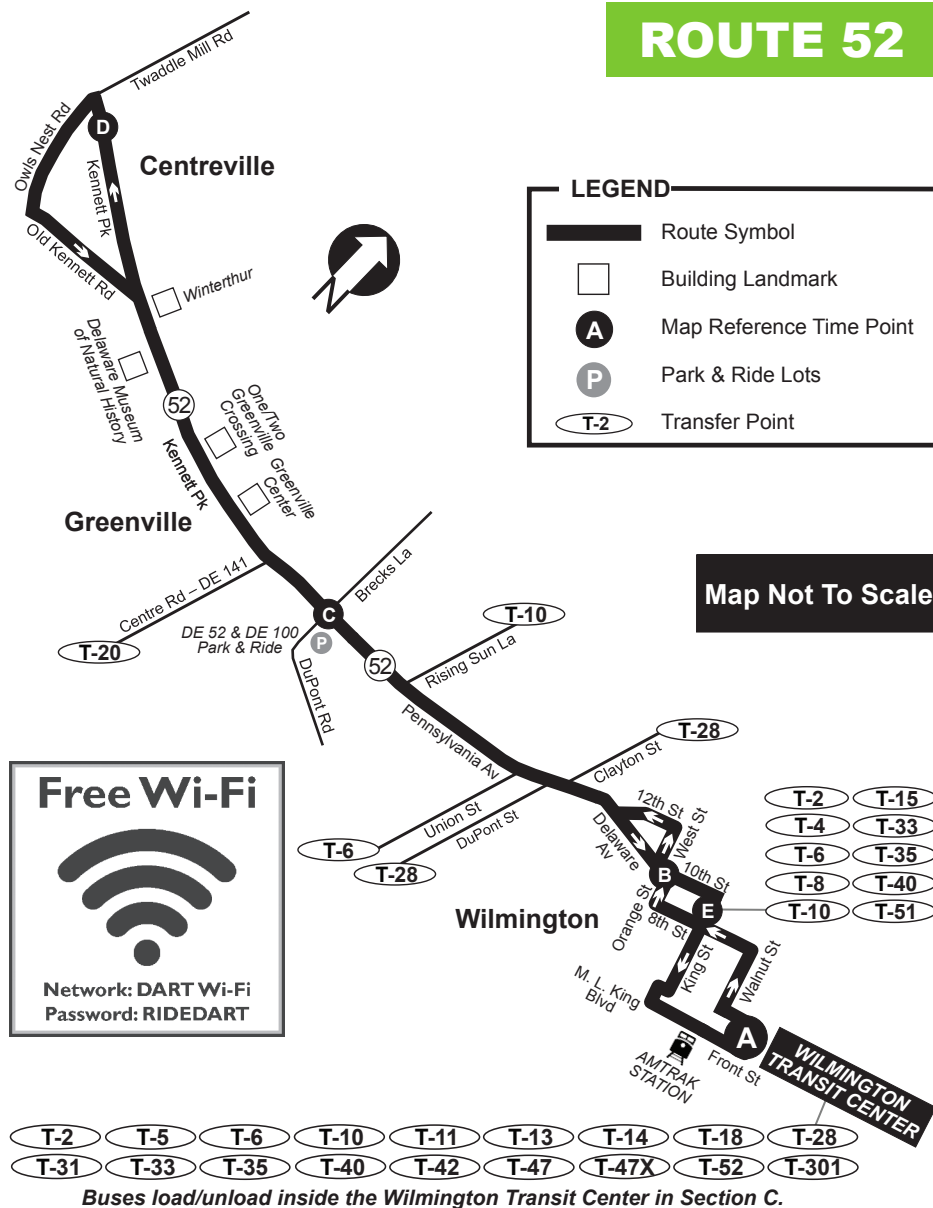 ROUTE 52
Twaddle Mill Rd
Owls Nest Rd
D
Centreville
Kennett Pk
Old Kennett Rd
Winterthur
LEGEND
Route Symbol
Building Landmark
A
Map Reference Time Point
P
Park & Ride Lots
T-2
Transfer Point
Delaware Museum
of Natural History
52
One/Two
Greenville
Crossing
Kennett Pk
Greenville
Center
Greenville
Centre Rd – DE 141
T-20
C
Brecks La
DE 52 & DE 100
Park & Ride
P
DuPont Rd
52
T-10
Rising Sun La
Map Not To Scale
Pennsylvania Av
T-28
Clayton St
Union St
DuPont St
T-6
T-28
Free Wi-Fi
Network: DART Wi-Fi
Password: RIDEDART
12th St
West St
Delaware
Av
B
10th St
Orange St
8th St
E
T-2 T-15
T-4 T-33
T-6 T-35
T-8 T-40
T-10 T-51
Wilmington
King St
Walnut St
M. L. King
Blvd
A
Front St
AMTRAK
STATION
WILMINGTON
TRANSIT CENTER
T-2 T-5 T-6 T-10 T-11 T-13 T-14 T-18 T-28
T-31 T-33 T-35 T-40 T-42 T-47 T-47X T-52 T-301
Buses load/unload inside the Wilmington Transit Center in Section C.